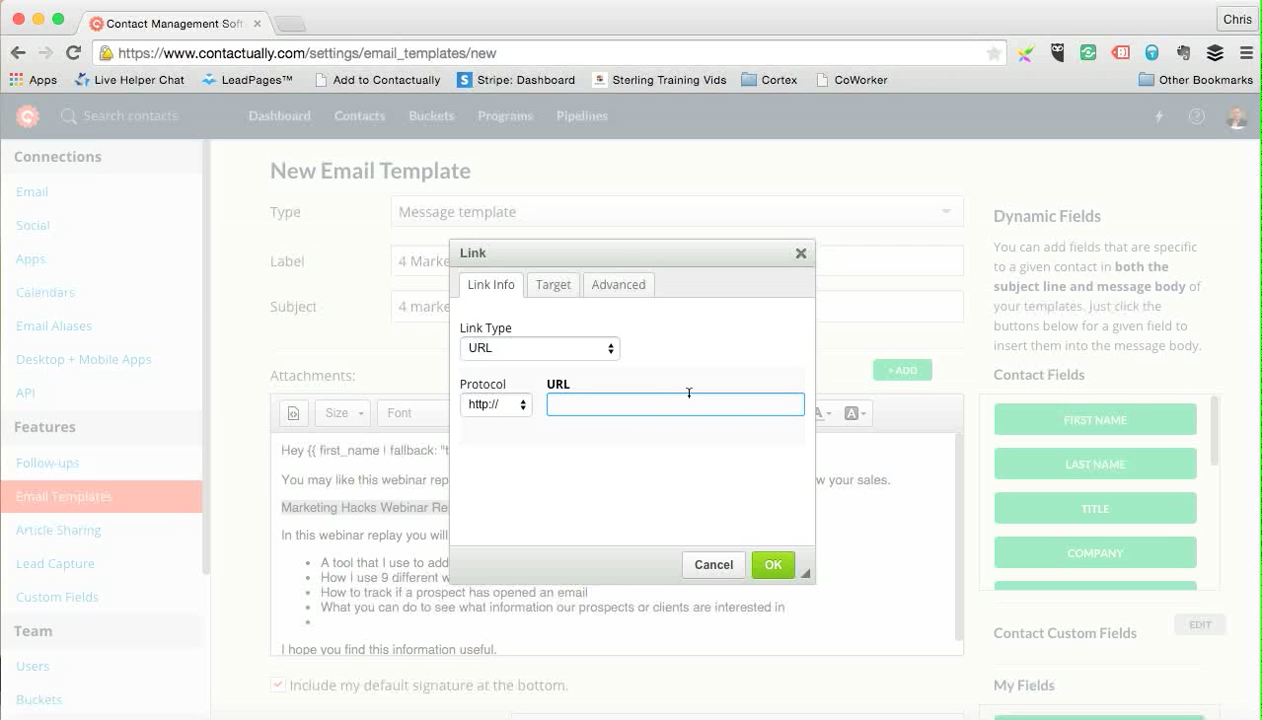 Contact Management Soft
Chris
https://www.contactually.com/settings/email_templates/new
Apps Live Helper Chat LeadPages™ Add to Contactually Stripe: Dashboard Sterling Training Vids Cortex CoWorker Other Bookmarks
Search contacts Dashboard Contacts Buckets Programs Pipelines
Connections
Email
Social
Apps
Calendars
Email Aliases
Desktop + Mobile Apps
API
Features
Follow-ups
Email Templates
Article Sharing
Lead Capture
Custom Fields
Team
Users
Buckets
New Email Template
Type Message template
Label 4 Marke
Subject 4 marke
Attachments: + ADD
Size Font
Hey {{ first_name | fallback: "t
You may like this webinar rep w your sales.
Marketing Hacks Webinar Re
In this webinar replay you wil
• A tool that I use to add
• How I use 9 different w
• How to track if a prospect has opened an email
• What you can do to see what information our prospects or clients are interested in
•
I hope you find this information useful.
Include my default signature at the bottom.
Link
Link Info Target Advanced
Link Type
URL
Protocol URL
http://
Cancel OK
Dynamic Fields
You can add fields that are specific
to a given contact in both the
subject line and message body of
your templates. Just click the
buttons below for a given field to
insert them into the message body.
Contact Fields
FIRST NAME
LAST NAME
TITLE
COMPANY
Contact Custom Fields EDIT
My Fields